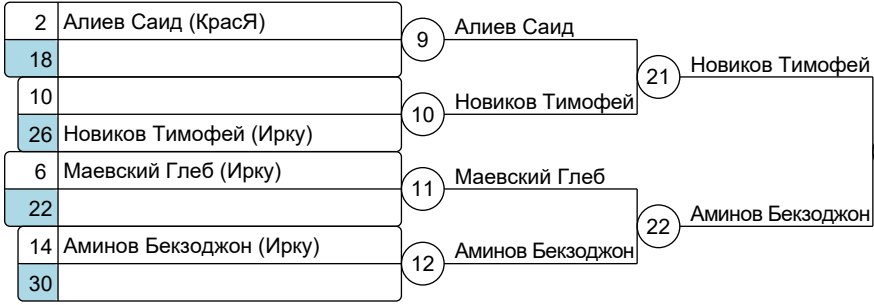 2 Алиев Саид (КрасЯ)
18
9 Алиев Саид
10
26 Новиков Тимофей (Ирку)
10 Новиков Тимофей
21 Новиков Тимофей
6 Маевский Глеб (Ирку)
22
11 Маевский Глеб
14 Аминов Бекзоджон (Ирку)
30
12 Аминов Бекзоджон
22 Аминов Бекзоджон